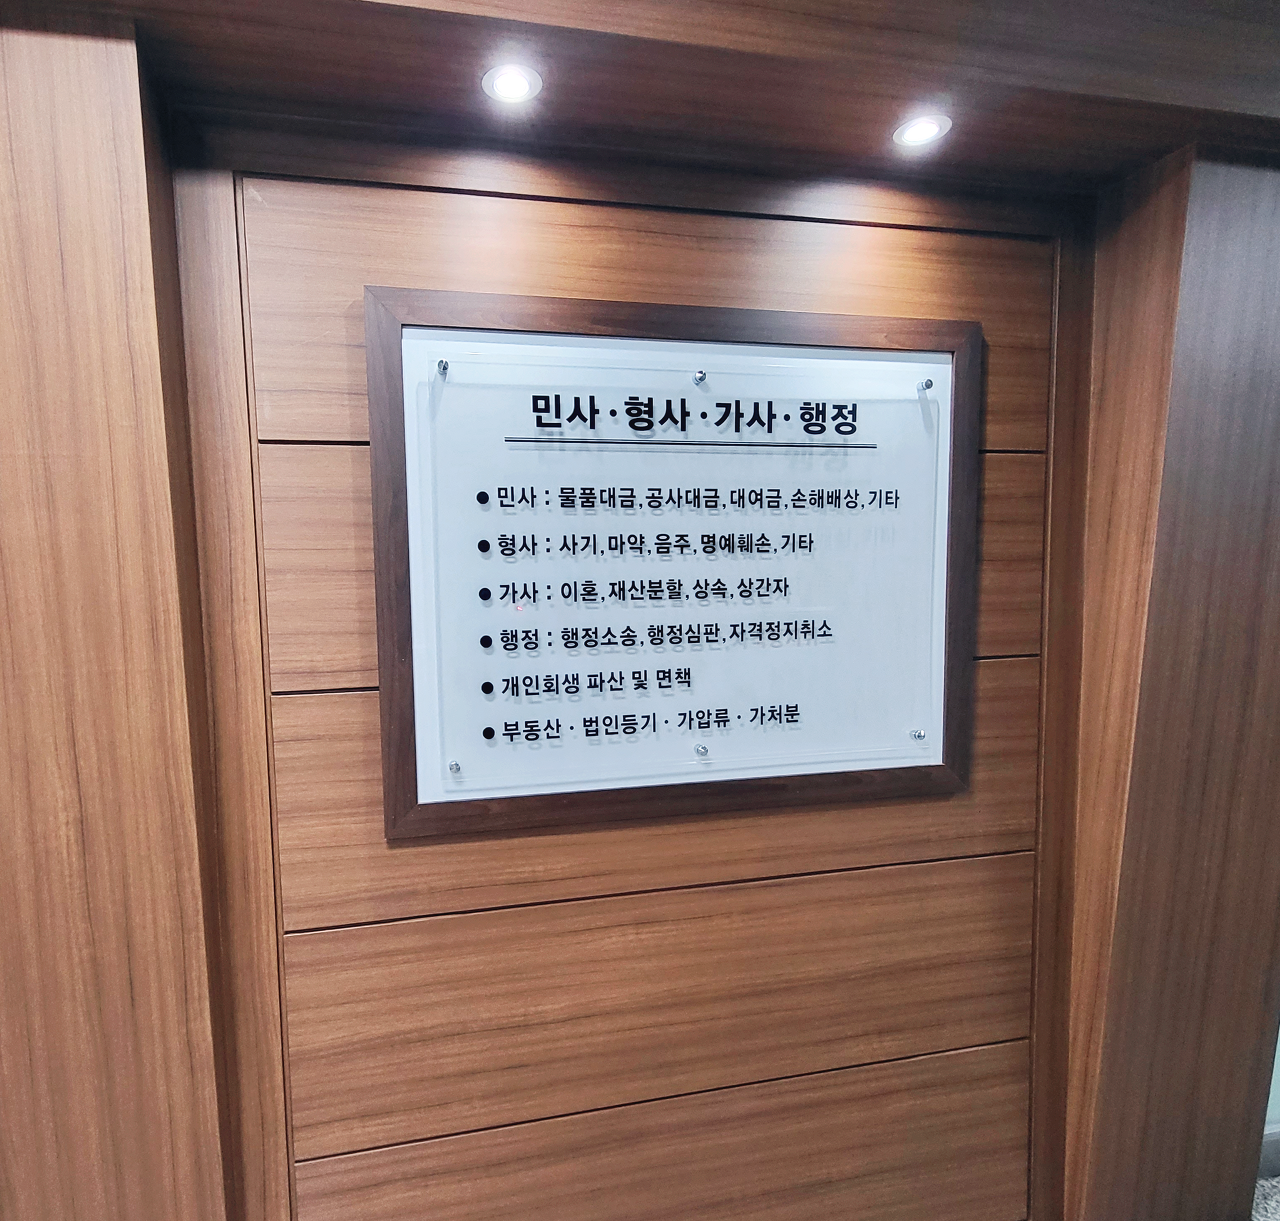 민사·형사·가사·행정
● 민사 : 물품대금,공사대금,대여금,손해배상,기타
● 형사 : 사기,마약,음주,명예훼손,기타
● 가사 : 이혼,재산분할,상속,상간자
● 행정 : 행정소송,행정심판,자격정지취소
● 개인회생 파산 및 면책
● 부동산·법인등기·가압류·가처분